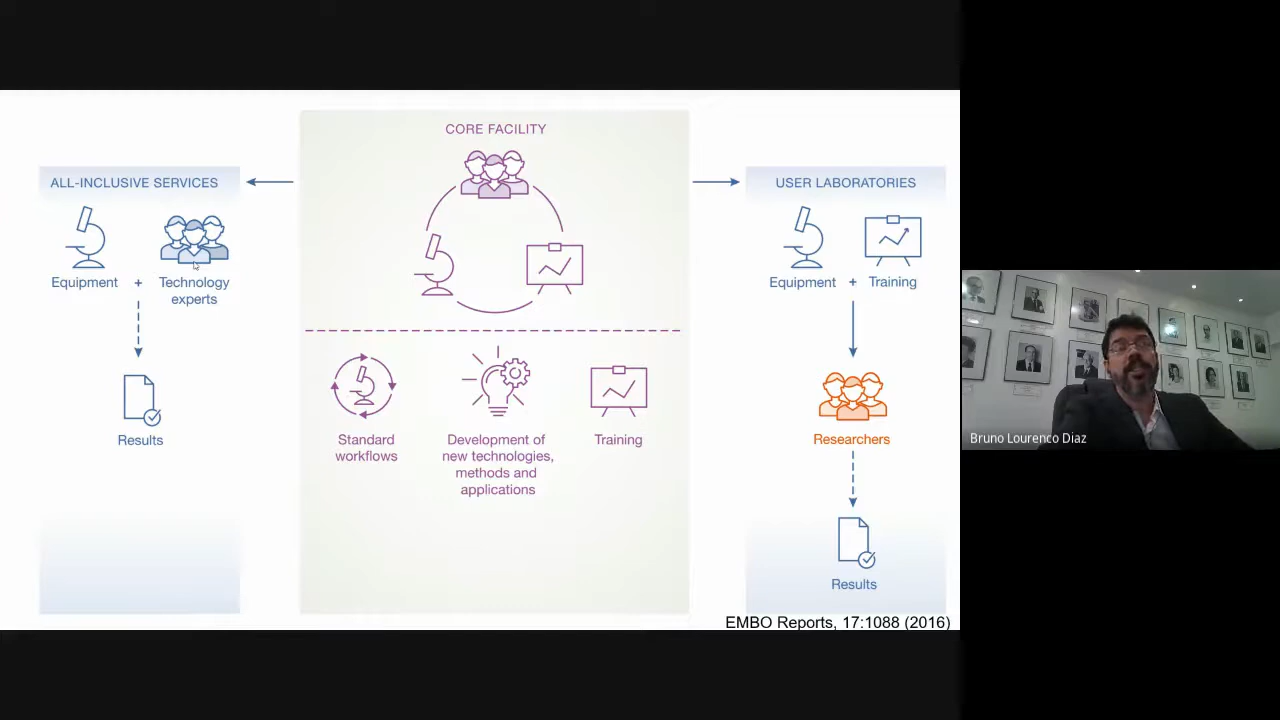 CORE FACILITY
ALL-INCLUSIVE SERVICES
Equipment + Technology
experts
Results
Standard
workflows
Development of
new technologies,
methods and
applications
Training
USER LABORATORIES
Equipment + Training
Researchers
Results
EMBO Reports, 17:1088 (2016)
Bruno Lourenco Diaz